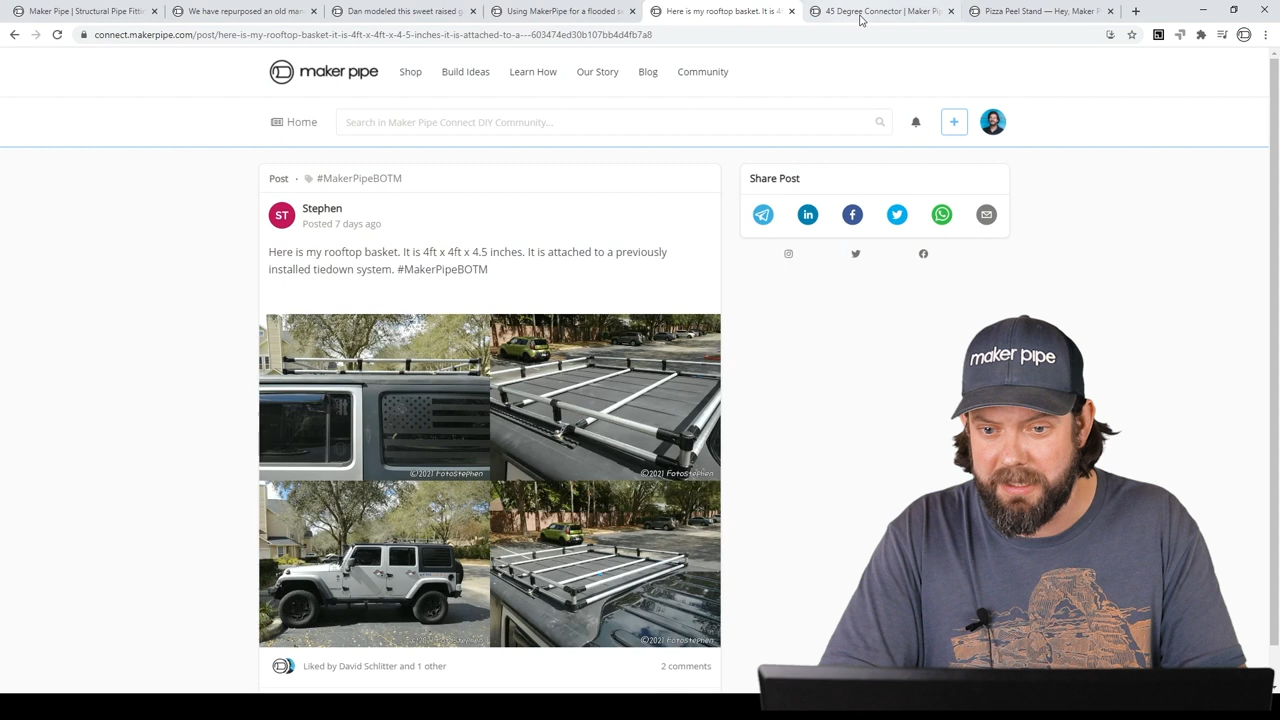 Maker Pipe | Structural Pipe Fitti
We have repurposed an old man
Dan modeled this sweet raised g
Using MakerPipe for a flooded s
Here is my rooftop basket. It is 4
45 Degree Connector | Maker Pip
Pizza Peel Stand — Hey, Maker P
connect.makerpipe.com/post/here-is-my-rooftop-basket-it-is-4ft-x-4ft-x-4-5-inches-it-is-attached-to-a---603474ed30b107bb4d4fb7a8
maker pipe
Shop
Build Ideas
Learn How
Our Story
Blog
Community
Home
Search in Maker Pipe Connect DIY Community...
Post · #MakerPipeBOTM
ST
Stephen
Posted 7 days ago
Here is my rooftop basket. It is 4ft x 4ft x 4.5 inches. It is attached to a previously
installed tiedown system. #MakerPipeBOTM
©2021 FotoStephen
©2021 FotoStephen
©2021 FotoStephen
©2021 FotoStephen
Liked by David Schlitter and 1 other
2 comments
Share Post
maker pipe